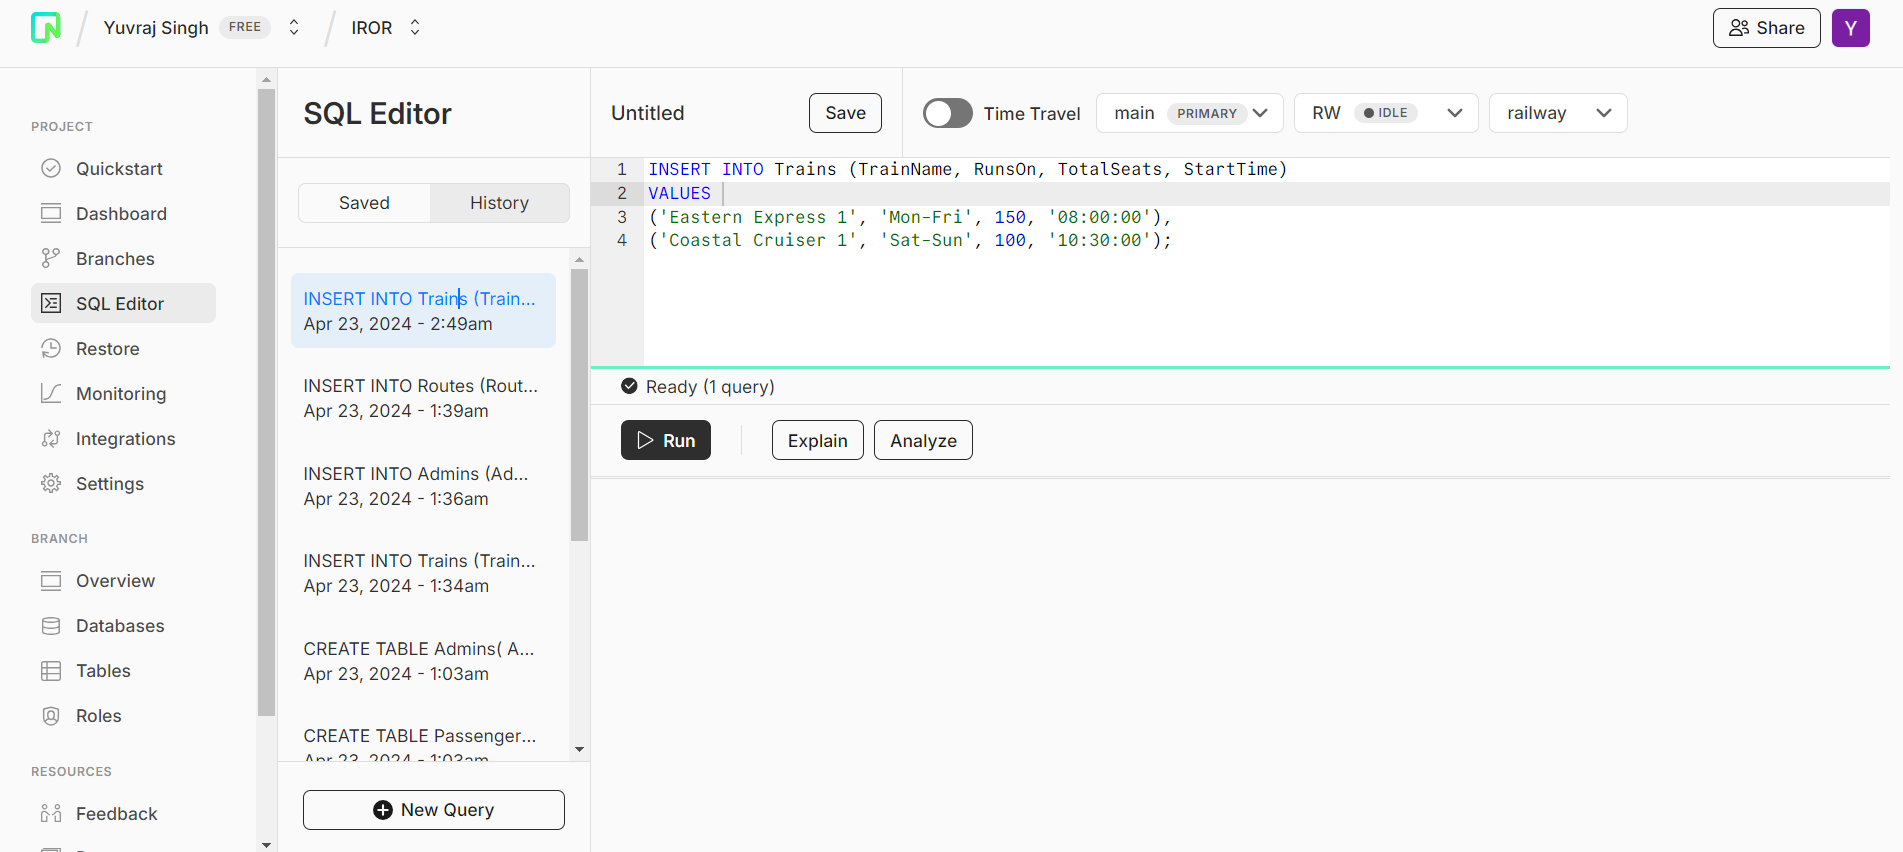 Yuvraj Singh FREE IROR Share Y
PROJECT
Quickstart
Dashboard
Branches
SQL Editor
Restore
Monitoring
Integrations
Settings
BRANCH
Overview
Databases
Tables
Roles
RESOURCES
Feedback
SQL Editor
Saved History
INSERT INTO Trains (Train...
Apr 23, 2024 - 2:49am
INSERT INTO Routes (Rout...
Apr 23, 2024 - 1:39am
INSERT INTO Admins (Ad...
Apr 23, 2024 - 1:36am
INSERT INTO Trains (Train...
Apr 23, 2024 - 1:34am
CREATE TABLE Admins( A...
Apr 23, 2024 - 1:03am
CREATE TABLE Passenger...
Apr 23, 2024 - 1:03am
New Query
Untitled Save Time Travel main PRIMARY RW IDLE railway
1 INSERT INTO Trains (TrainName, RunsOn, TotalSeats, StartTime)
2 VALUES
3 ('Eastern Express 1', 'Mon-Fri', 150, '08:00:00'),
4 ('Coastal Cruiser 1', 'Sat-Sun', 100, '10:30:00');
Ready (1 query)
Run Explain Analyze